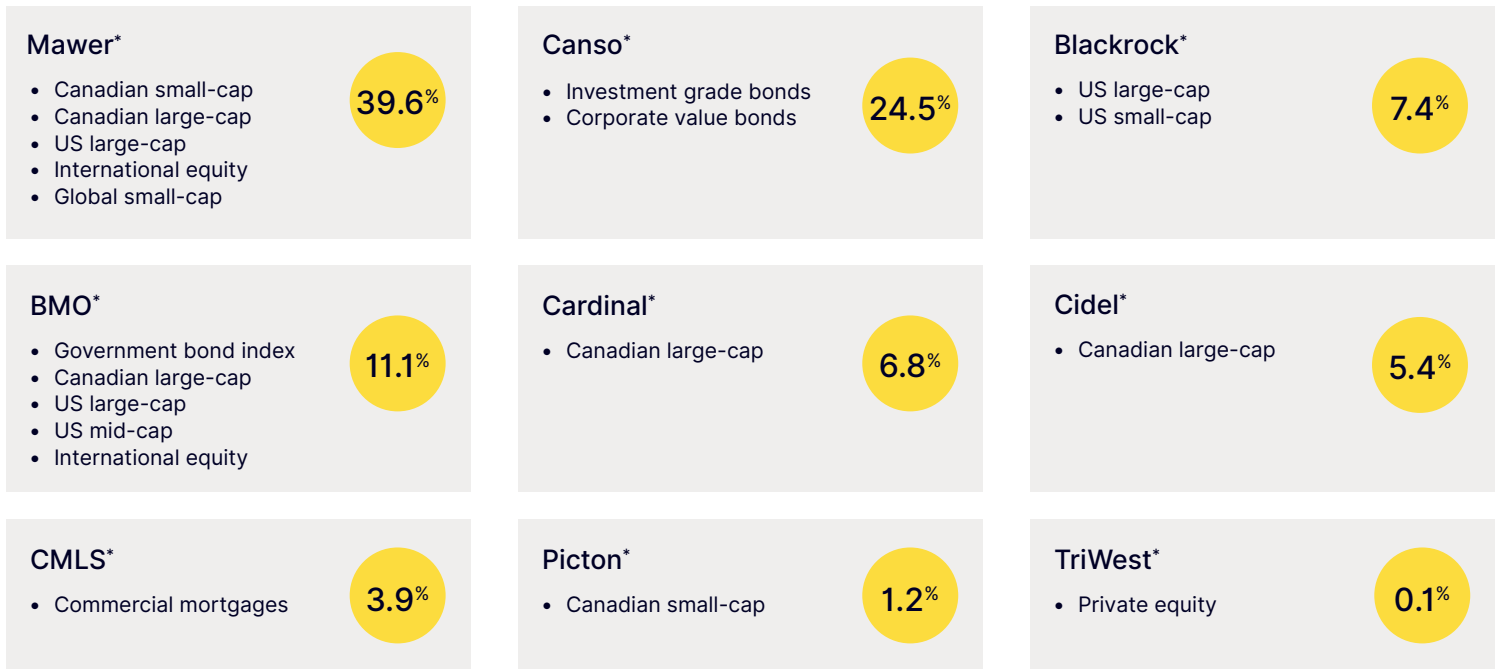 Mawer*
• Canadian small-cap
• Canadian large-cap
• US large-cap
• International equity
• Global small-cap
39.6%
Canso*
• Investment grade bonds
• Corporate value bonds
24.5%
Blackrock*
• US large-cap
• US small-cap
7.4%
BMO*
• Government bond index
• Canadian large-cap
• US large-cap
• US mid-cap
• International equity
11.1%
Cardinal*
• Canadian large-cap
6.8%
Cidel*
• Canadian large-cap
5.4%
CMLS*
• Commercial mortgages
3.9%
Picton*
• Canadian small-cap
1.2%
TriWest*
• Private equity
0.1%